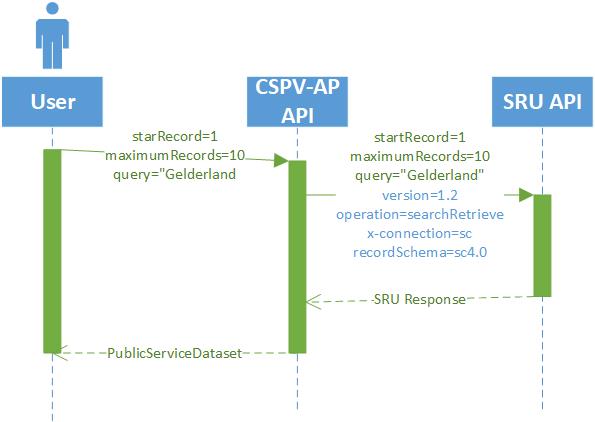 User
CSPV-AP
API
SRU API
starRecord=1
maximumRecords=10
query="Gelderland
startRecord=1
maximumRecords=10
query="Gelderland"
version=1.2
operation=searchRetrieve
x-connection=sc
recordSchema=sc4.0
SRU Response
PublicServiceDataset